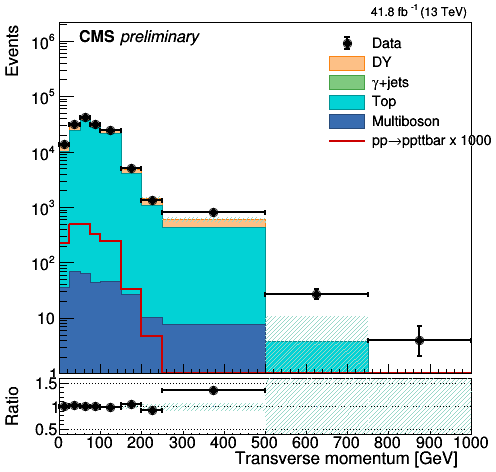 41.8 fb⁻¹ (13 TeV)
CMS preliminary
Events
10⁶
10⁵
10⁴
10³
10²
10
1
Data
DY
γ+jets
Top
Multiboson
pp→ppttbar x 1000
Ratio
1.5
1
0.5
0 100 200 300 400 500 600 700 800 900 1000
Transverse momentum [GeV]